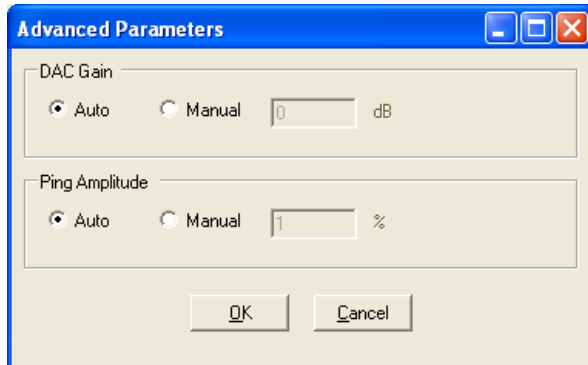 Advanced Parameters
DAC Gain
Auto Manual 0 dB
Ping Amplitude
Auto Manual 1 %
OK Cancel